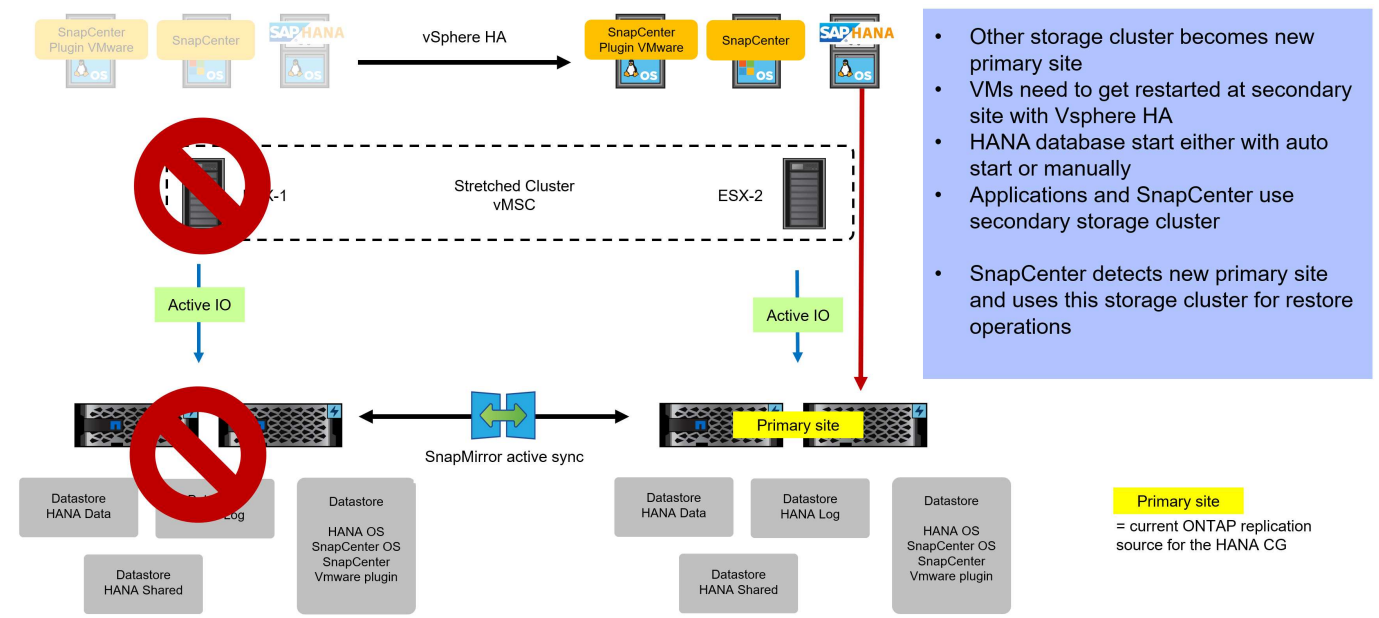 SnapCenter
Plugin VMware
OS
SnapCenter
OS
SAP HANA
OS
vSphere HA
SnapCenter
Plugin VMware
OS
SnapCenter
OS
SAP HANA
OS
• Other storage cluster becomes new
primary site
• VMs need to get restarted at secondary
site with Vsphere HA
• HANA database start either with auto
start or manually
• Applications and SnapCenter use
secondary storage cluster
• SnapCenter detects new primary site
and uses this storage cluster for restore
operations
X-1
Stretched Cluster
vMSC
ESX-2
Active IO
Active IO
SnapMirror active sync
Primary site
Datastore
HANA Data
Log
Datastore
HANA OS
SnapCenter OS
SnapCenter
Vmware plugin
Datastore
HANA Shared
Datastore
HANA Data
Datastore
HANA Log
Datastore
HANA OS
SnapCenter OS
SnapCenter
Vmware plugin
Datastore
HANA Shared
Primary site
= current ONTAP replication
source for the HANA CG